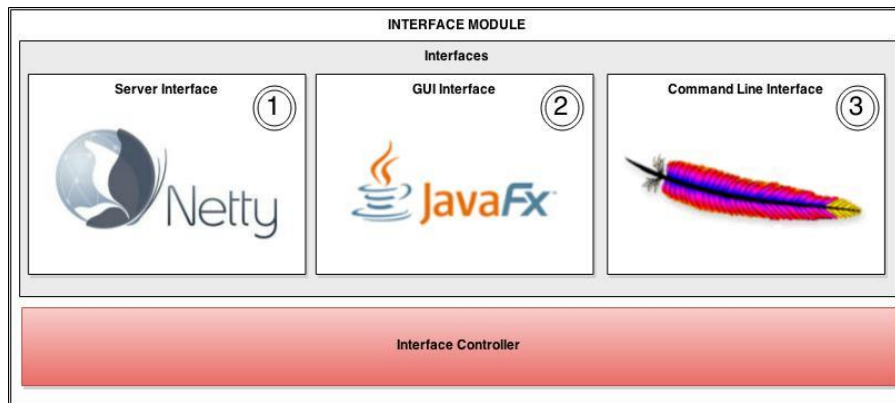 INTERFACE MODULE
Interfaces
Server Interface
1
GUI Interface
2
Command Line Interface
3
Netty
JavaFx
Interface Controller